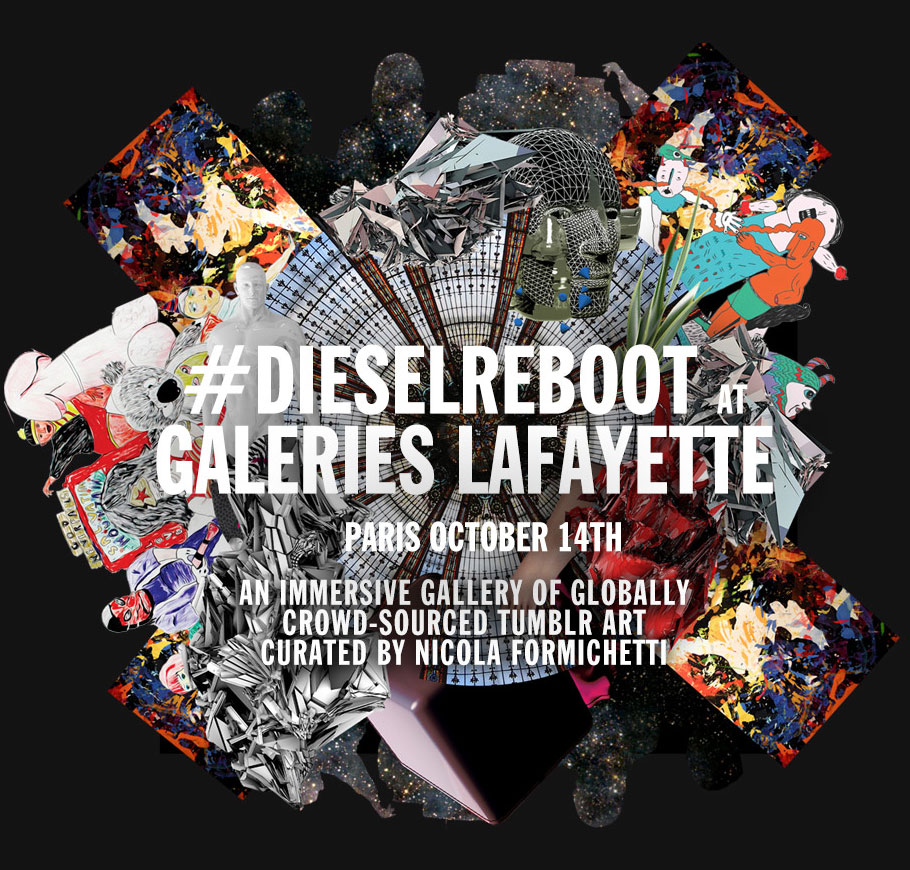 #DIESELREBOOT AT
GALERIES LAFAYETTE
PARIS OCTOBER 14TH
AN IMMERSIVE GALLERY OF GLOBALLY
CROWD-SOURCED TUMBLR ART
CURATED BY NICOLA FORMICHETTI